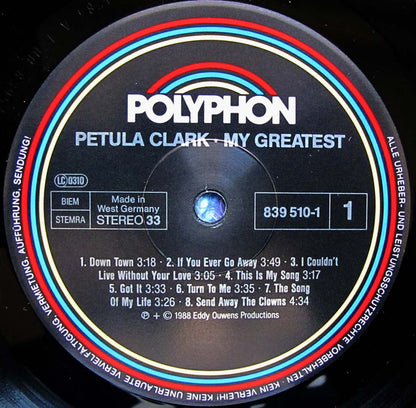 POLYPHON
PETULA CLARK · MY GREATEST
LC 0310
BIEM
STEMRA
Made in
West Germany
STEREO 33
839 510-1
1
1. Down Town 3:18 · 2. If You Ever Go Away 3:49 · 3. I Couldn't
Live Without Your Love 3:05 · 4. This Is My Song 3:17
5. Got It 3:33 · 6. Turn To Me 3:35 · 7. The Song
Of My Life 3:26 · 8. Send Away The Clowns 4:34
Ⓟ + © 1988 Eddy Ouwens Productions
ALLE URHEBER- UND LEISTUNGSSCHUTZRECHTE VORBEHALTEN · KEIN VERLEIH! KEINE UNERLAUBTE VERVIELFÄLTIGUNG, VERMIETUNG, AUFFÜHRUNG, SENDUNG!